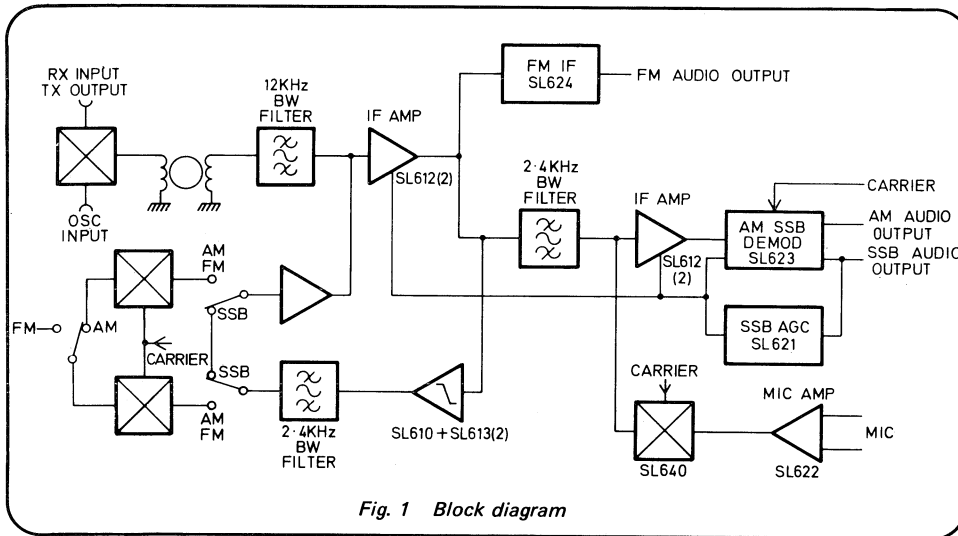 RX INPUT
TX OUTPUT
OSC
INPUT
12KHz
BW
FILTER
IF AMP
SL612(2)
FM IF
SL624
FM AUDIO OUTPUT
2·4KHz
BW
FILTER
IF AMP
SL612
(2)
CARRIER
AM SSB
DEMOD
SL623
AM AUDIO
OUTPUT
SSB AUDIO
OUTPUT
SSB AGC
SL621
FM
AM
AM
FM
CARRIER
AM
FM
SSB
SSB
2·4KHz
BW
FILTER
SL610+SL613(2)
CARRIER
SL640
MIC AMP
SL622
MIC
Fig. 1 Block diagram